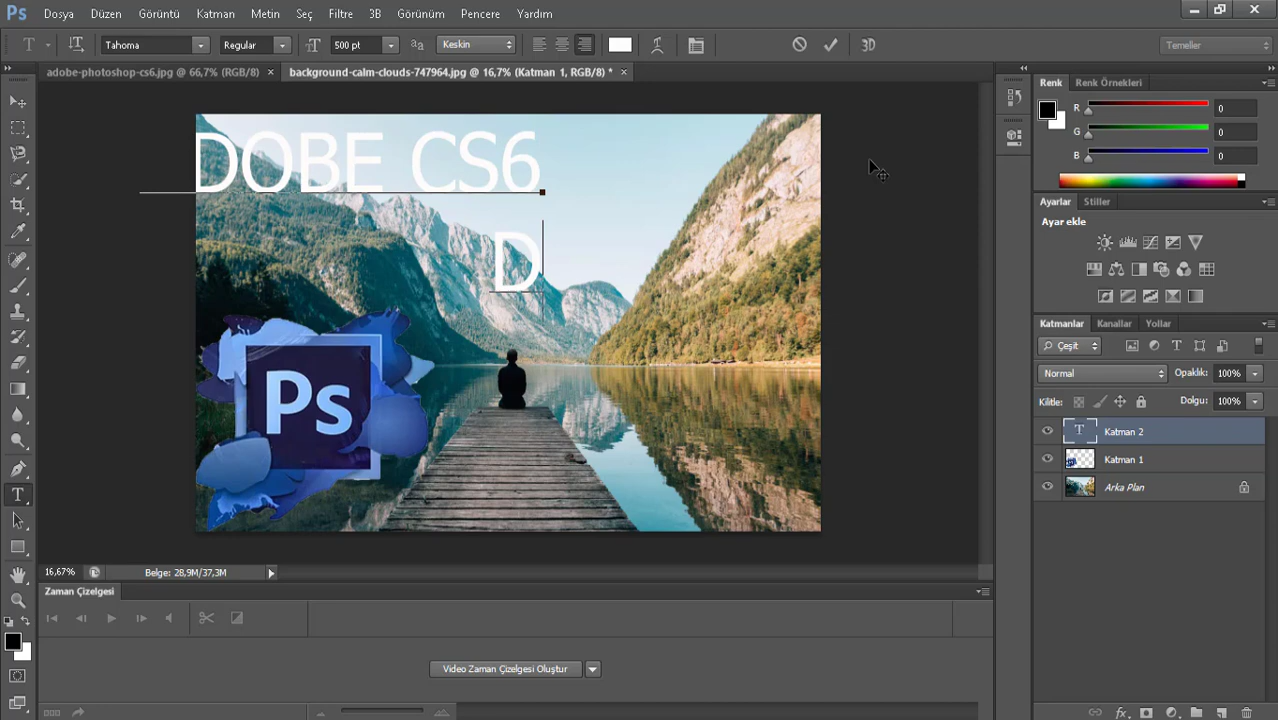 Ps Dosya Düzen Görüntü Katman Metin Seç Filtre 3B Görünüm Pencere Yardım
T T Tahoma Regular T 500 pt aa Keskin 3D Temeller
adobe-photoshop-cs6.jpg @ 66,7% (RGB/8) × background-calm-clouds-747964.jpg @ 16,7% (Katman 1, RGB/8) * ×
Renk Renk Örnekleri
R 0
G 0
B 0
DOBE CS6
D
Ps
Ayarlar Stiller
Ayar ekle
Katmanlar Kanallar Yollar
Çeşit T
Normal Opaklık: 100%
Kilitle: Dolgu: 100%
T Katman 2
Katman 1
Arka Plan
T
16,67% Belge: 28,9M/37,3M
Zaman Çizelgesi
Video Zaman Çizelgesi Oluştur
fx